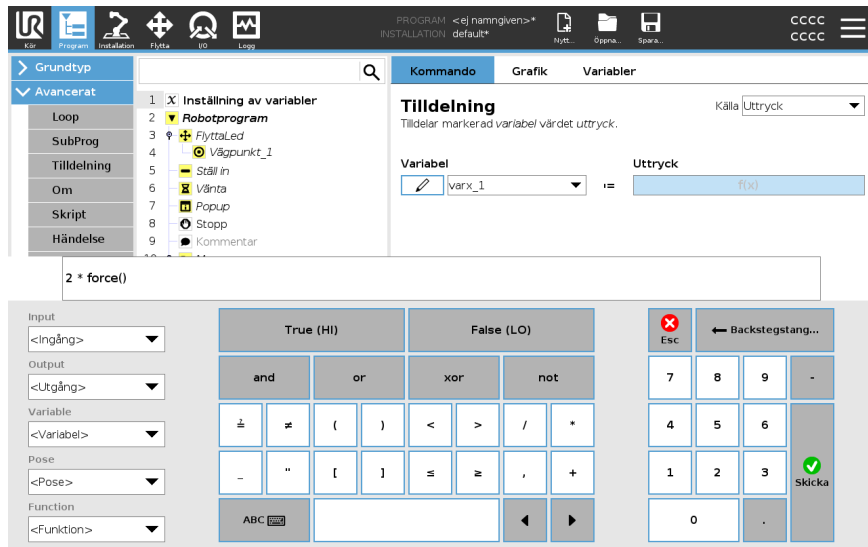 PROGRAM <ej namngiven>*
INSTALLATION default*
CCCC
CCCC
Kör
Program
Installation
Flytta
I/O
Logg
Nytt...
Öppna...
Spara...
Grundtyp
Avancerat
Loop
SubProg
Tilldelning
Om
Skript
Händelse
1 X Inställning av variabler
2 Robotprogram
3 FlyttaLed
4 Vägpunkt_1
5 Ställ in
6 Vänta
7 Popup
8 Stopp
9 Kommentar
Kommando Grafik Variabler
Tilldelning
Källa Uttryck
Tilldelar markerad variabel värdet uttryck.
Variabel Uttryck
varx_1 := f(x)
2 * force()
Input
<Ingång>
Output
<Utgång>
Variable
<Variabel>
Pose
<Pose>
Function
<Funktion>
True (HI) False (LO)
and or xor not
≟ ≠ ( ) < > / *
_ " [ ] ≤ ≥ , +
ABC
Esc Backstegstang...
7 8 9 -
4 5 6
1 2 3
Skicka
0 .